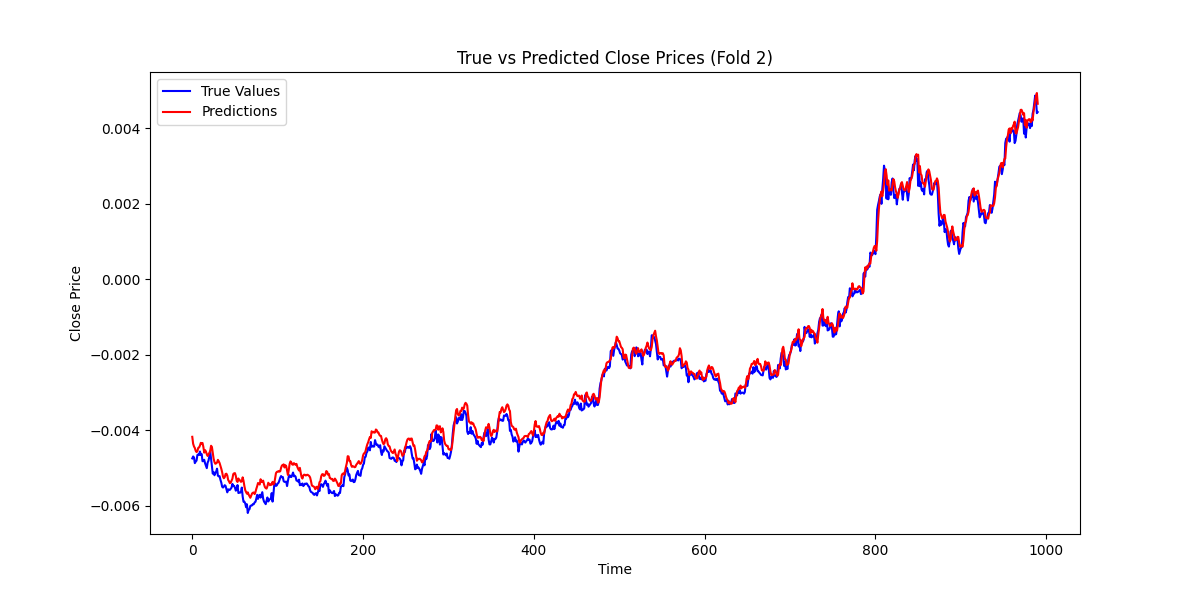 True vs Predicted Close Prices (Fold 2)
True Values
Predictions
Close Price
0.004
0.002
0.000
−0.002
−0.004
−0.006
0 200 400 600 800 1000
Time